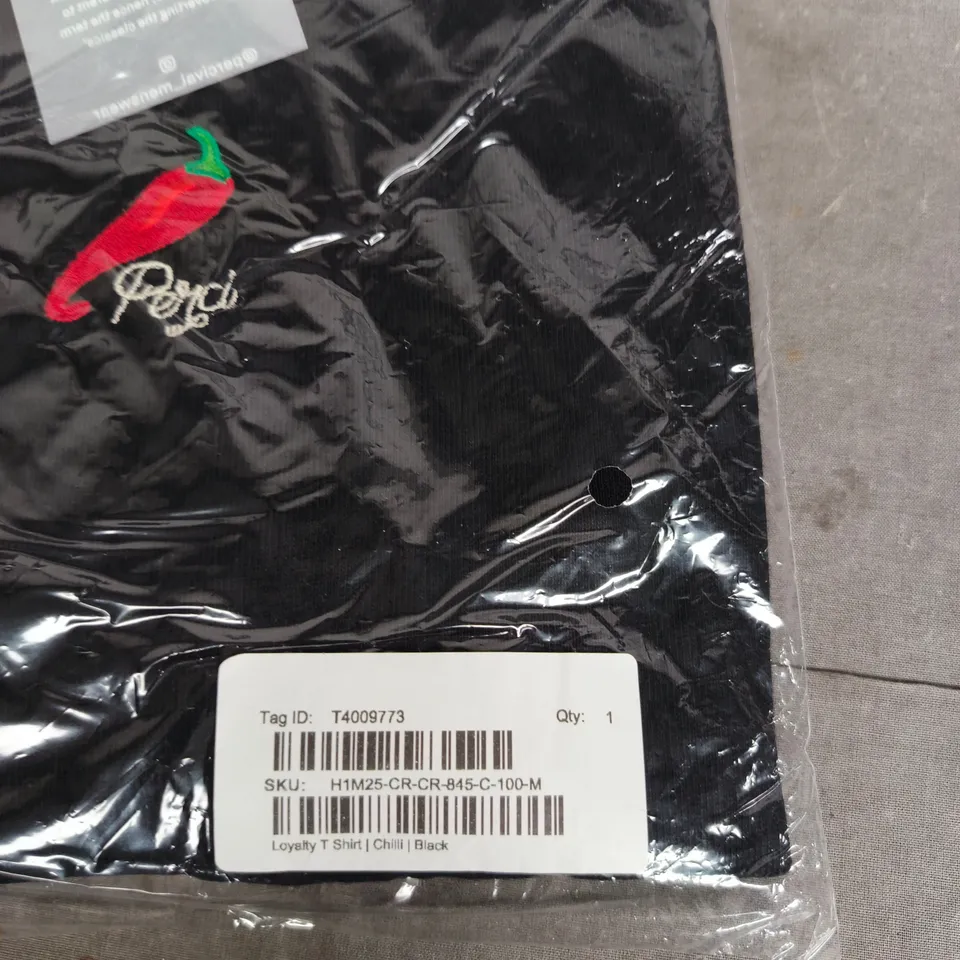 @percival_menswear
Perci
Tag ID: T4009773 Qty: 1
SKU: H1M25-CR-CR-845-C-100-M
Loyalty T Shirt | Chilli | Black